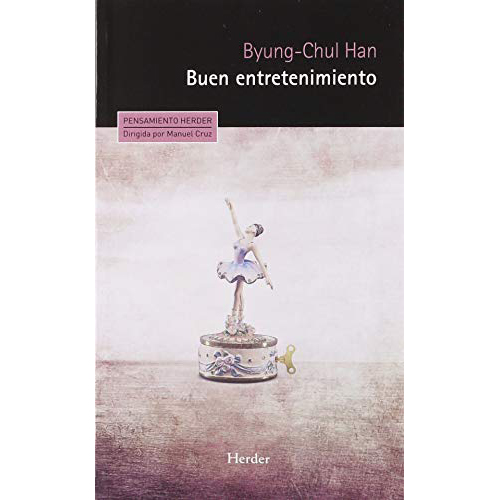 Byung-Chul Han
Buen entretenimiento
PENSAMIENTO HERDER
Dirigida por Manuel Cruz
Herder